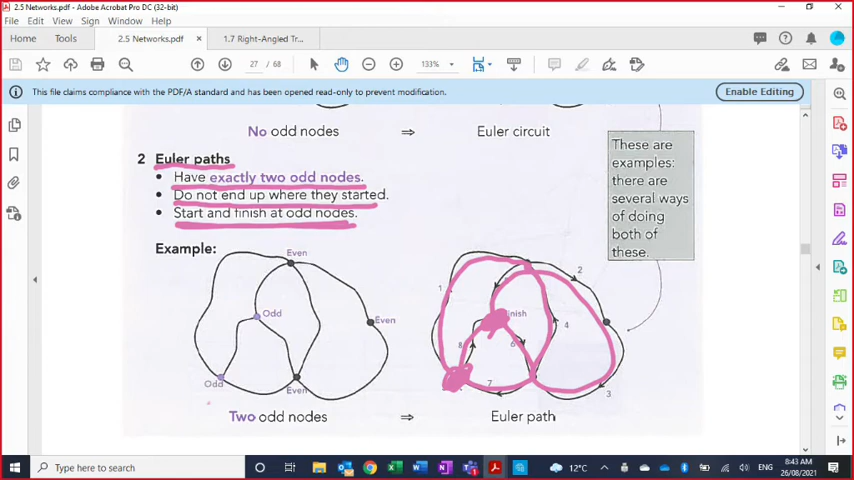 2.5 Networks.pdf - Adobe Acrobat Pro DC (32-bit)
File Edit View Sign Window Help
Home Tools 2.5 Networks.pdf × 1.7 Right-Angled Tr...
27 / 68 133%
This file claims compliance with the PDF/A standard and has been opened read-only to prevent modification. Enable Editing
No odd nodes ⇒ Euler circuit
2 Euler paths
• Have exactly two odd nodes.
• Do not end up where they started.
• Start and finish at odd nodes.
These are
examples:
there are
several ways
of doing
both of
these.
Example:
Even
Odd
Even
Odd
Even
1
2
inish
4
8
6
7
3
Two odd nodes ⇒ Euler path
Type here to search
12°C
ENG
8:43 AM
26/08/2021